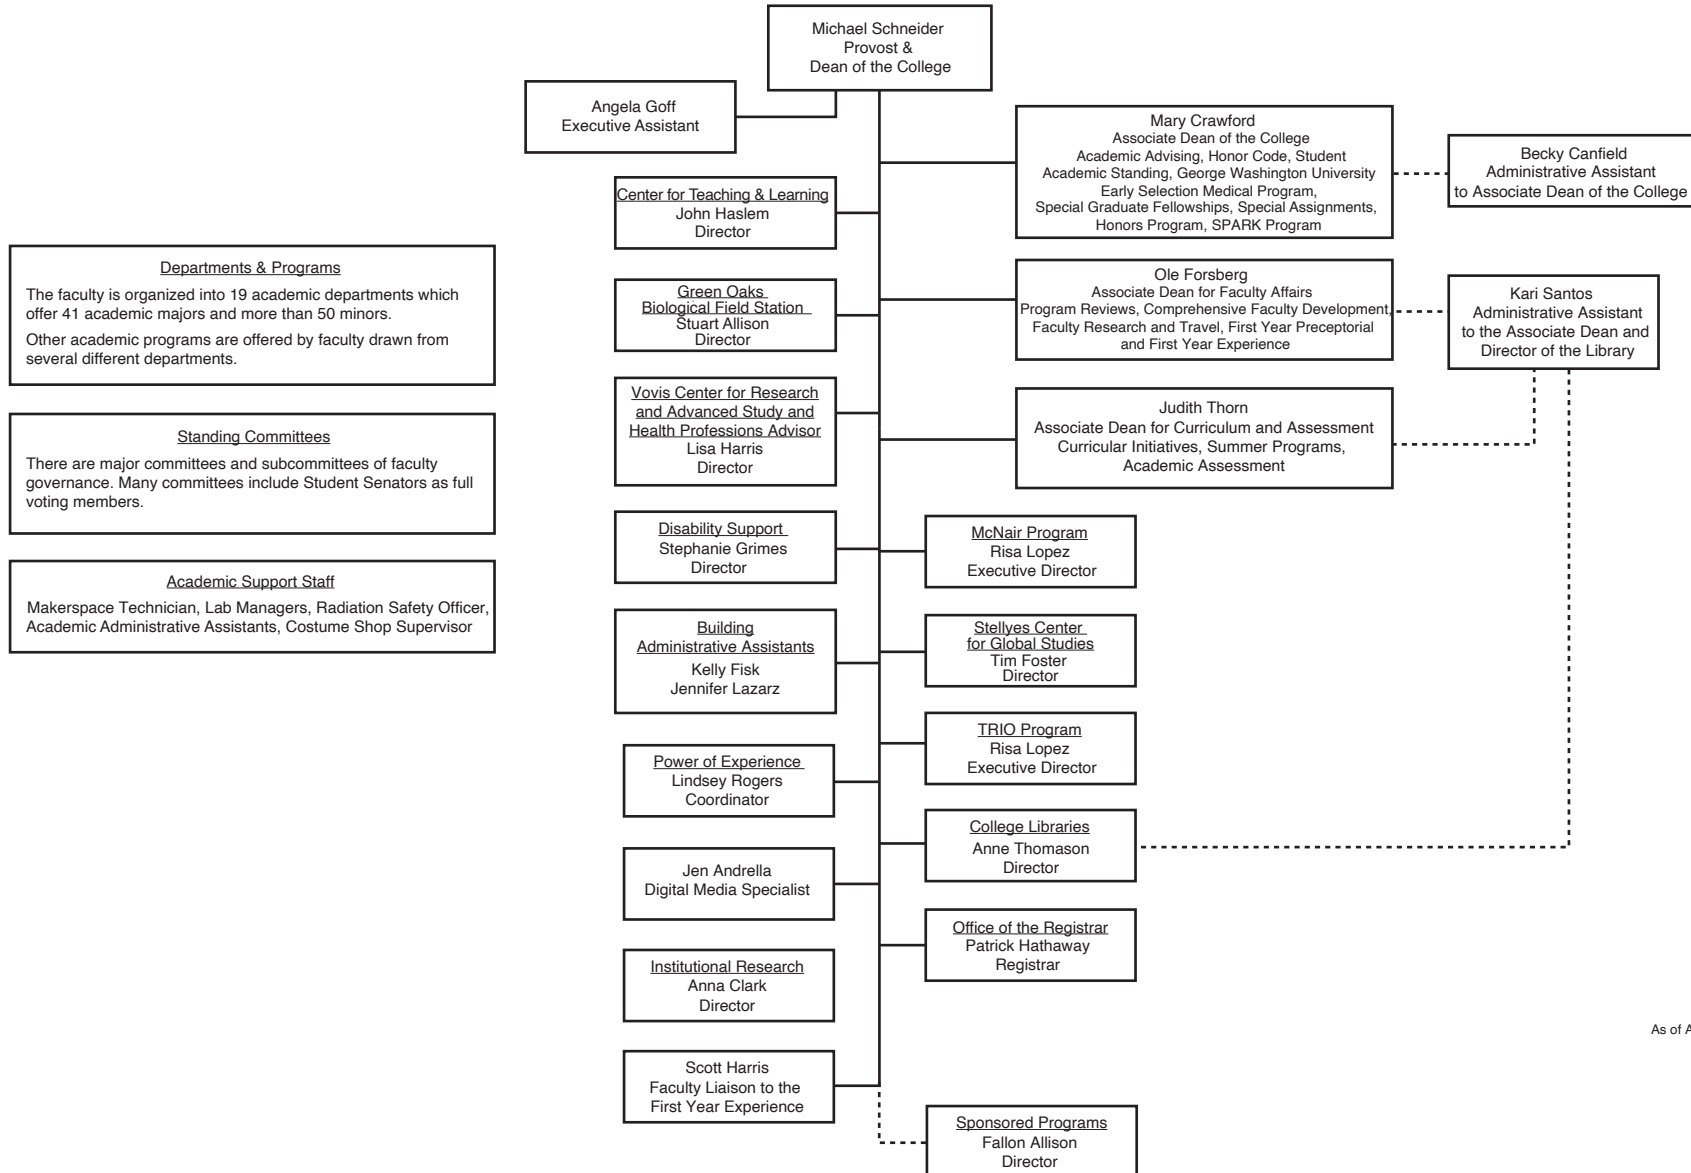 Michael Schneider
Provost &
Dean of the College
Angela Goff
Executive Assistant
Mary Crawford
Associate Dean of the College
Academic Advising, Honor Code, Student
Academic Standing, George Washington University
Early Selection Medical Program,
Special Graduate Fellowships, Special Assignments,
Honors Program, SPARK Program
Becky Canfield
Administrative Assistant
to Associate Dean of the College
Center for Teaching & Learning
John Haslem
Director
Departments & Programs
The faculty is organized into 19 academic departments which
offer 41 academic majors and more than 50 minors.
Other academic programs are offered by faculty drawn from
several different departments.
Green Oaks
Biological Field Station
Stuart Allison
Director
Ole Forsberg
Associate Dean for Faculty Affairs
Program Reviews, Comprehensive Faculty Development,
Faculty Research and Travel, First Year Preceptorial
and First Year Experience
Kari Santos
Administrative Assistant
to the Associate Dean and
Director of the Library
Vovis Center for Research
and Advanced Study and
Health Professions Advisor
Lisa Harris
Director
Judith Thorn
Associate Dean for Curriculum and Assessment
Curricular Initiatives, Summer Programs,
Academic Assessment
Standing Committees
There are major committees and subcommittees of faculty
governance. Many committees include Student Senators as full
voting members.
Disability Support
Stephanie Grimes
Director
McNair Program
Risa Lopez
Executive Director
Academic Support Staff
Makerspace Technician, Lab Managers, Radiation Safety Officer,
Academic Administrative Assistants, Costume Shop Supervisor
Building
Administrative Assistants
Kelly Fisk
Jennifer Lazarz
Stellyes Center
for Global Studies
Tim Foster
Director
Power of Experience
Lindsey Rogers
Coordinator
TRIO Program
Risa Lopez
Executive Director
College Libraries
Anne Thomason
Director
Jen Andrella
Digital Media Specialist
Office of the Registrar
Patrick Hathaway
Registrar
Institutional Research
Anna Clark
Director
As of A
Scott Harris
Faculty Liaison to the
First Year Experience
Sponsored Programs
Fallon Allison
Director